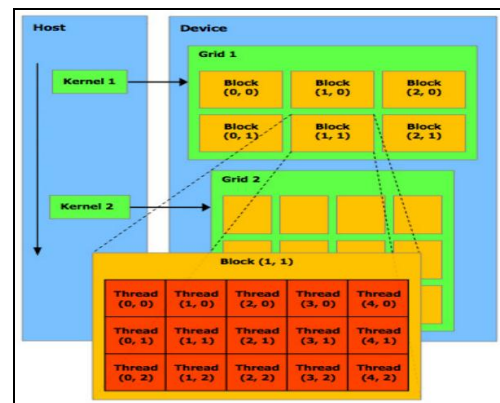 Host
Device
Grid 1
Kernel 1
Block
(0, 0)
Block
(1, 0)
Block
(2, 0)
Block
(0, 1)
Block
(1, 1)
Block
(2, 1)
Grid 2
Kernel 2
Block (1, 1)
Thread
(0, 0)
Thread
(1, 0)
Thread
(2, 0)
Thread
(3, 0)
Thread
(4, 0)
Thread
(0, 1)
Thread
(1, 1)
Thread
(2, 1)
Thread
(3, 1)
Thread
(4, 1)
Thread
(0, 2)
Thread
(1, 2)
Thread
(2, 2)
Thread
(3, 2)
Thread
(4, 2)